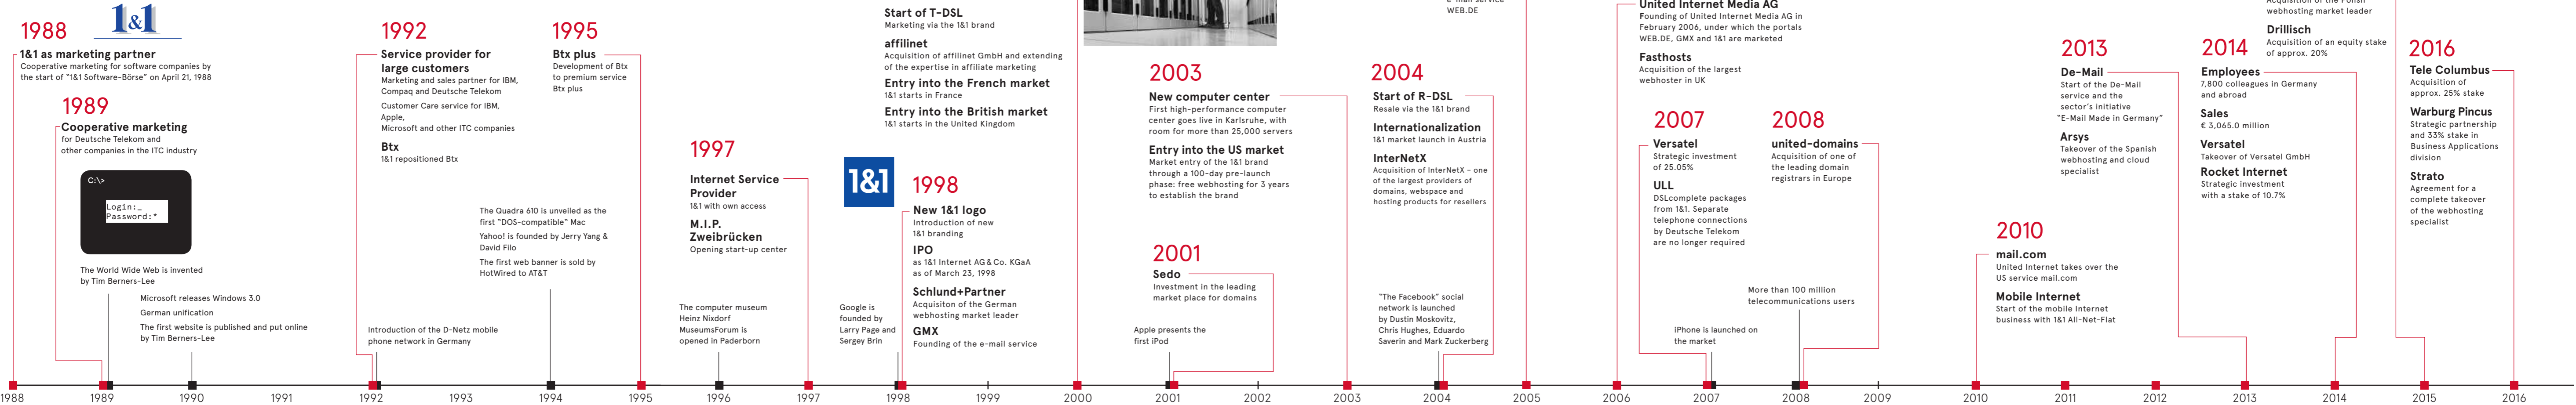 1&1
1988
1&1 as marketing partner
Cooperative marketing for software companies by
the start of “1&1 Software-Börse” on April 21, 1988
1989
Cooperative marketing
for Deutsche Telekom and
other companies in the ITC industry
C:\>
Login:_
Password:*
The World Wide Web is invented
by Tim Berners-Lee
Microsoft releases Windows 3.0
German unification
The first website is published and put online
by Tim Berners-Lee
1992
Service provider for
large customers
Marketing and sales partner for IBM,
Compaq and Deutsche Telekom
Customer Care service for IBM,
Apple,
Microsoft and other ITC companies
Btx
1&1 repositioned Btx
Introduction of the D-Netz mobile
phone network in Germany
The Quadra 610 is unveiled as the
first “DOS-compatible” Mac
Yahoo! is founded by Jerry Yang &
David Filo
The first web banner is sold by
HotWired to AT&T
1995
Btx plus
Development of Btx
to premium service
Btx plus
1997
Internet Service
Provider
1&1 with own access
M.I.P.
Zweibrücken
Opening start-up center
The computer museum
Heinz Nixdorf
MuseumsForum is
opened in Paderborn
Start of T-DSL
Marketing via the 1&1 brand
affilinet
Acquisition of affilinet GmbH and extending
of the expertise in affiliate marketing
Entry into the French market
1&1 starts in France
Entry into the British market
1&1 starts in the United Kingdom
1&1
1998
New 1&1 logo
Introduction of new
1&1 branding
IPO
as 1&1 Internet AG & Co. KGaA
as of March 23, 1998
Schlund+Partner
Acquisiton of the German
webhosting market leader
GMX
Founding of the e-mail service
Google is
founded by
Larry Page and
Sergey Brin
2003
New computer center
First high-performance computer
center goes live in Karlsruhe, with
room for more than 25,000 servers
Entry into the US market
Market entry of the 1&1 brand
through a 100-day pre-launch
phase: free webhosting for 3 years
to establish the brand
2001
Sedo
Investment in the leading
market place for domains
Apple presents the
first iPod
WEB.DE
2004
Start of R-DSL
Resale via the 1&1 brand
Internationalization
1&1 market launch in Austria
InterNetX
Acquisition of InterNetX – one
of the largest providers of
domains, webspace and
hosting products for resellers
“The Facebook” social
network is launched
by Dustin Moskovitz,
Chris Hughes, Eduardo
Saverin and Mark Zuckerberg
United Internet Media AG
Founding of United Internet Media AG in
February 2006, under which the portals
WEB.DE, GMX and 1&1 are marketed
Fasthosts
Acquisition of the largest
webhoster in UK
2007
Versatel
Strategic investment
of 25.05%
ULL
DSLcomplete packages
from 1&1. Separate
telephone connections
by Deutsche Telekom
are no longer required
iPhone is launched on
the market
2008
united-domains
Acquisition of one of
the leading domain
registrars in Europe
More than 100 million
telecommunications users
2010
mail.com
United Internet takes over the
US service mail.com
Mobile Internet
Start of the mobile Internet
business with 1&1 All-Net-Flat
2013
De-Mail
Start of the De-Mail
service and the
sector’s initiative
“E-Mail Made in Germany”
Arsys
Takeover of the Spanish
webhosting and cloud
specialist
webhosting market leader
Drillisch
Acquisition of an equity stake
of approx. 20%
2014
Employees
7,800 colleagues in Germany
and abroad
Sales
€ 3,065.0 million
Versatel
Takeover of Versatel GmbH
Rocket Internet
Strategic investment
with a stake of 10.7%
2016
Tele Columbus
Acquisition of
approx. 25% stake
Warburg Pincus
Strategic partnership
and 33% stake in
Business Applications
division
Strato
Agreement for a
complete takeover
of the webhosting
specialist
1988 1989 1990 1991 1992 1993 1994 1995 1996 1997 1998 1999 2000 2001 2002 2003 2004 2005 2006 2007 2008 2009 2010 2011 2012 2013 2014 2015 2016